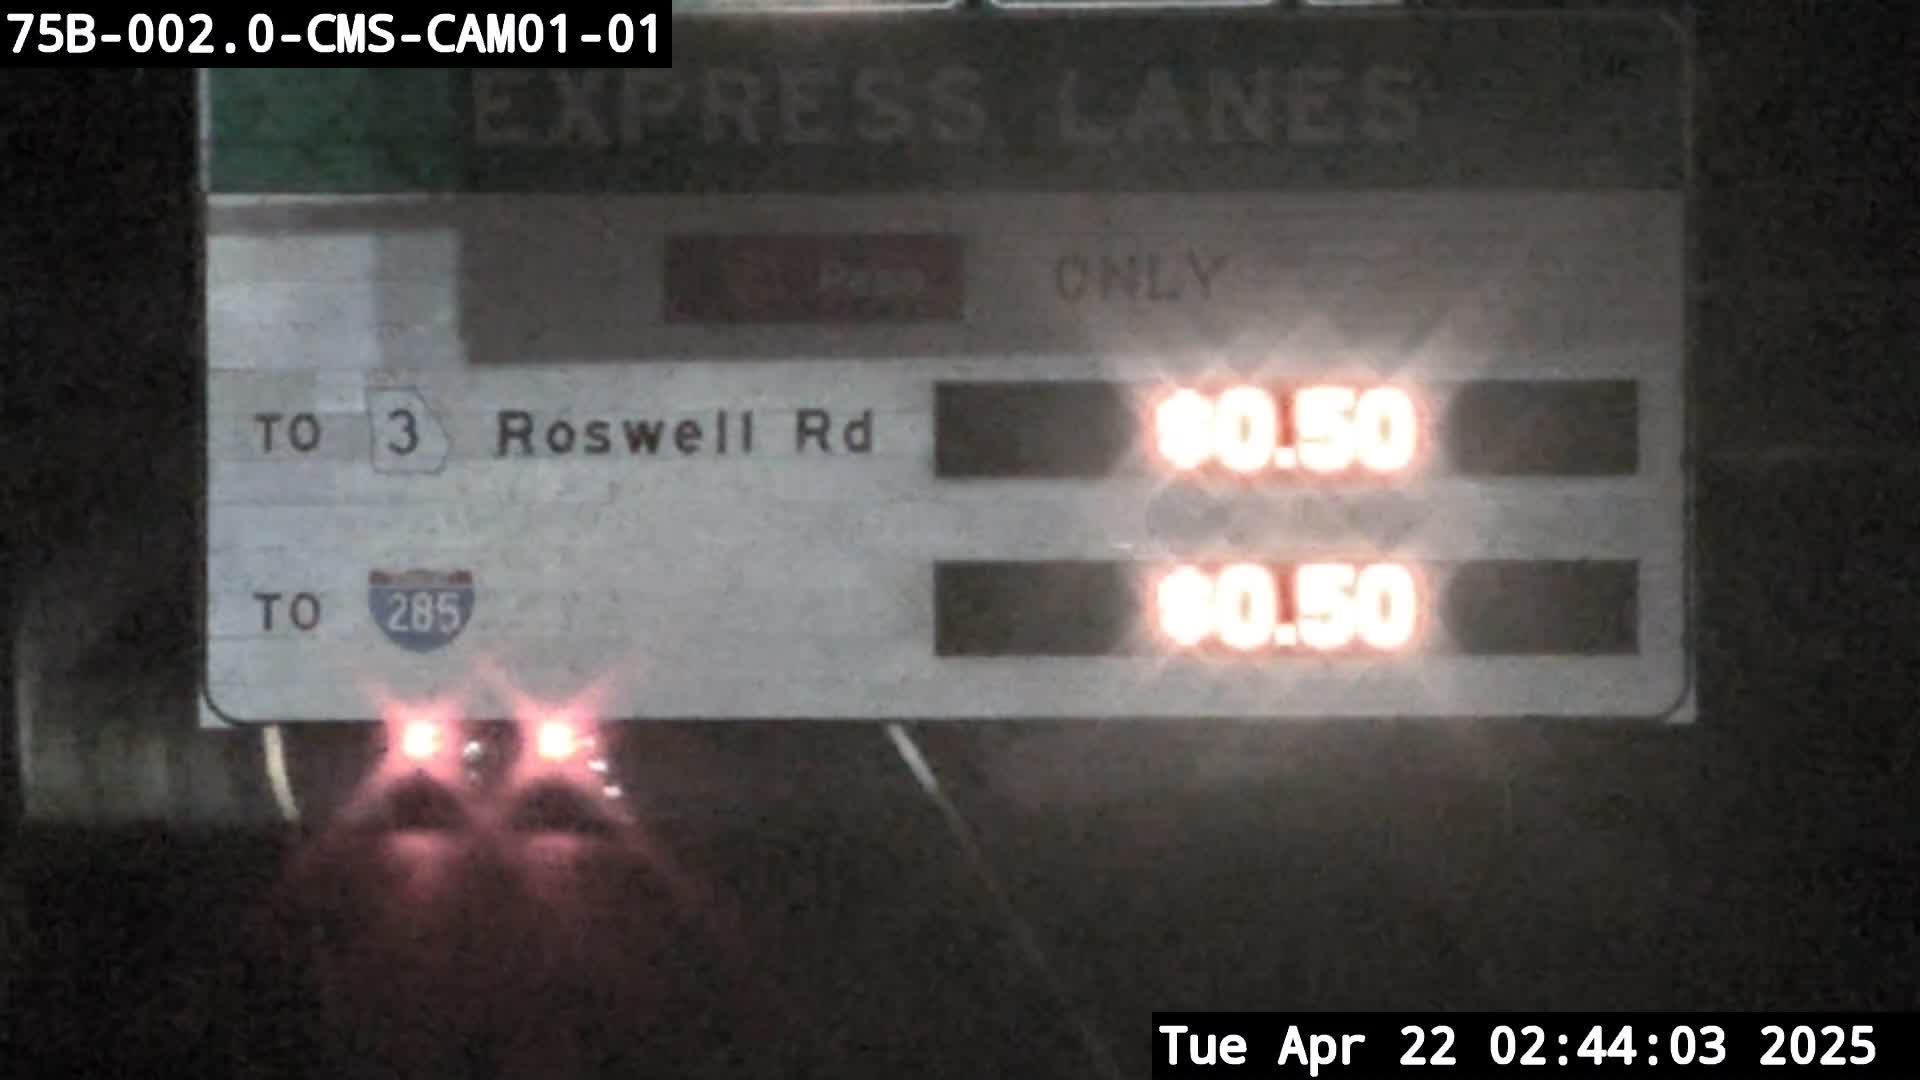 75B-002.0-CMS-CAM01-01
EXPRESS LANES
Pass ONLY
TO 3 Roswell Rd $0.50
TO 285 $0.50
Tue Apr 22 02:44:03 2025